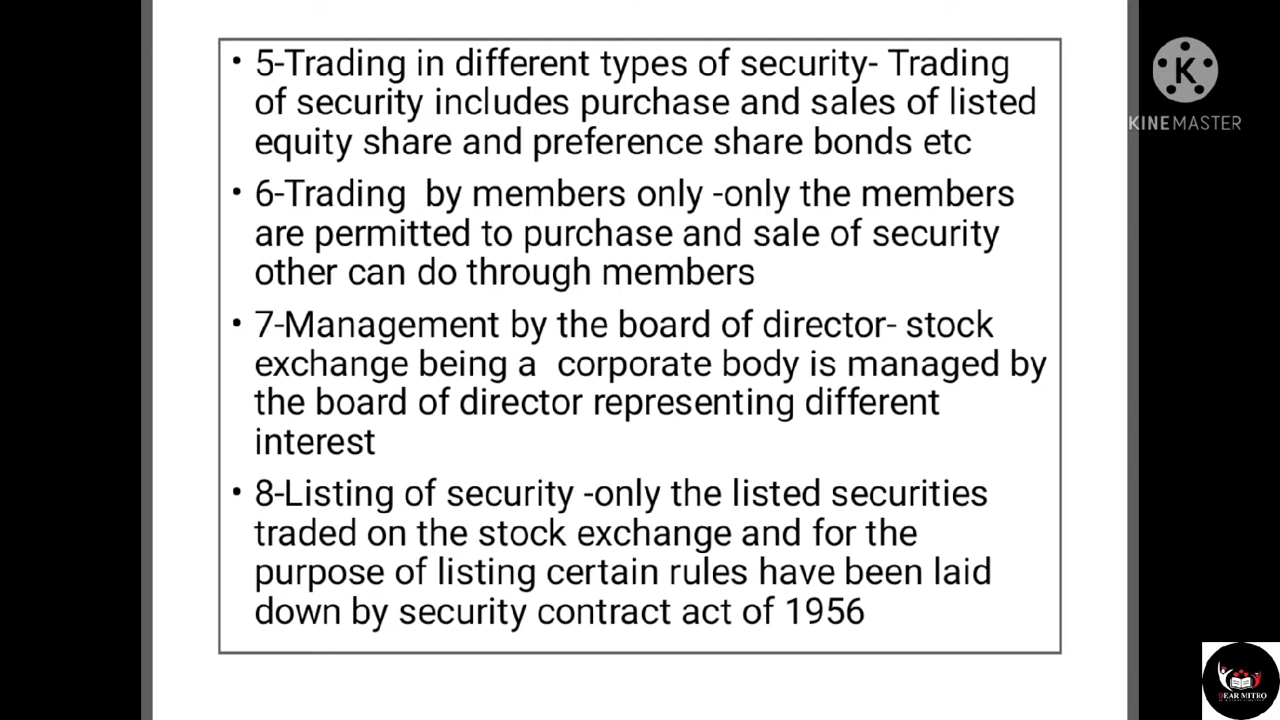 • 5-Trading in different types of security- Trading
of security includes purchase and sales of listed
equity share and preference share bonds etc
• 6-Trading by members only -only the members
are permitted to purchase and sale of security
other can do through members
• 7-Management by the board of director- stock
exchange being a corporate body is managed by
the board of director representing different
interest
• 8-Listing of security -only the listed securities
traded on the stock exchange and for the
purpose of listing certain rules have been laid
down by security contract act of 1956
K
KINEMASTER
DEAR MITRO